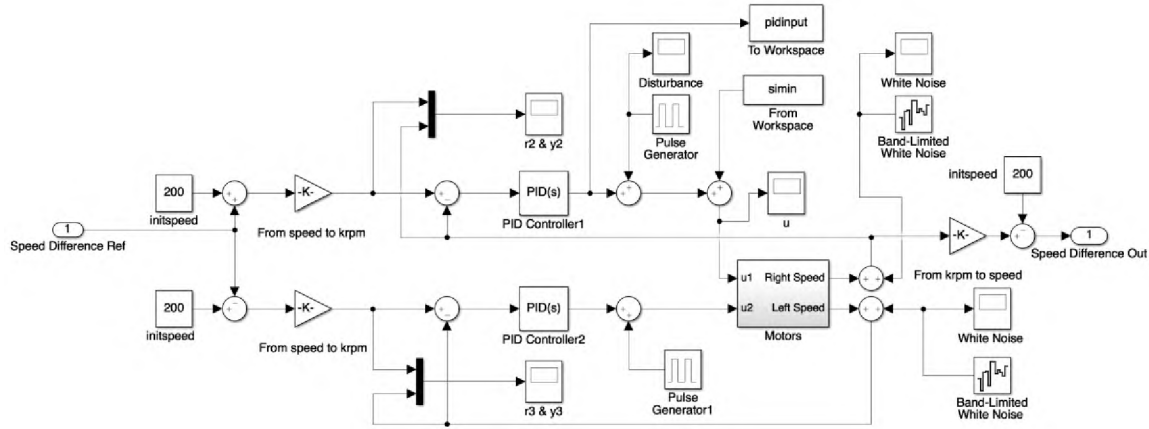 pidinput
To Workspace
Disturbance
simin
From
Workspace
White Noise
Pulse
Generator
Band-Limited
White Noise
r2 & y2
initspeed
200
200
initspeed
-K-
From speed to krpm
PID(s)
PID Controller1
u
1
Speed Difference Ref
-K-
From krpm to speed
1
Speed Difference Out
u1
Right Speed
u2
Left Speed
Motors
200
initspeed
-K-
From speed to krpm
PID(s)
PID Controller2
White Noise
r3 & y3
Pulse
Generator1
Band-Limited
White Noise